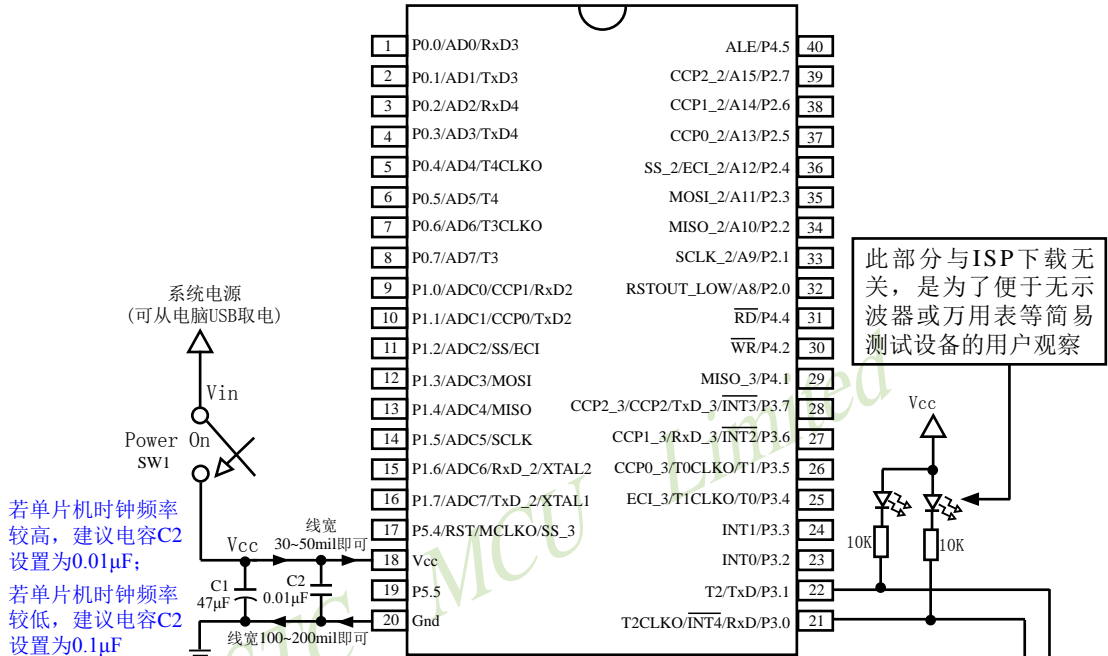 1 P0.0/AD0/RxD3
2 P0.1/AD1/TxD3
3 P0.2/AD2/RxD4
4 P0.3/AD3/TxD4
5 P0.4/AD4/T4CLKO
6 P0.5/AD5/T4
7 P0.6/AD6/T3CLKO
8 P0.7/AD7/T3
9 P1.0/ADC0/CCP1/RxD2
10 P1.1/ADC1/CCP0/TxD2
11 P1.2/ADC2/SS/ECI
12 P1.3/ADC3/MOSI
13 P1.4/ADC4/MISO
14 P1.5/ADC5/SCLK
15 P1.6/ADC6/RxD_2/XTAL2
16 P1.7/ADC7/TxD_2/XTAL1
17 P5.4/RST/MCLKO/SS_3
18 Vcc
19 P5.5
20 Gnd
ALE/P4.5 40
CCP2_2/A15/P2.7 39
CCP1_2/A14/P2.6 38
CCP0_2/A13/P2.5 37
SS_2/ECI_2/A12/P2.4 36
MOSI_2/A11/P2.3 35
MISO_2/A10/P2.2 34
SCLK_2/A9/P2.1 33
RSTOUT_LOW/A8/P2.0 32
RD/P4.4 31
WR/P4.2 30
MISO_3/P4.1 29
CCP2_3/CCP2/TxD_3/INT3/P3.7 28
CCP1_3/RxD_3/INT2/P3.6 27
CCP0_3/T0CLKO/T1/P3.5 26
ECI_3/T1CLKO/T0/P3.4 25
INT1/P3.3 24
INT0/P3.2 23
T2/TxD/P3.1 22
T2CLKO/INT4/RxD/P3.0 21
系统电源
(可从电脑USB取电)
Vin
Power On
SW1
若单片机时钟频率
较高，建议电容C2
设置为0.01μF；
若单片机时钟频率
较低，建议电容C2
设置为0.1μF
Vcc
线宽
30~50mil即可
C1
47μF
C2
0.01μF
线宽100~200mil即可
此部分与ISP下载无
关，是为了便于无示
波器或万用表等简易
测试设备的用户观察
Vcc
10K
10K
STC MCU Limited